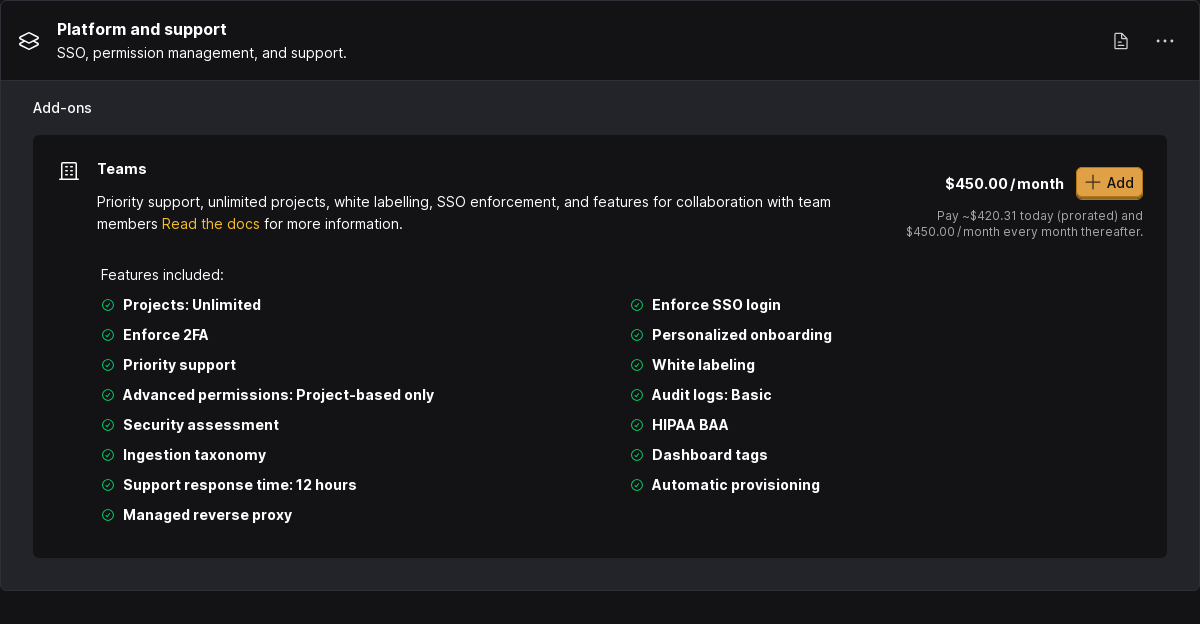 Platform and support
SSO, permission management, and support.
Add-ons
Teams
Priority support, unlimited projects, white labelling, SSO enforcement, and features for collaboration with team
members Read the docs for more information.
$450.00/month
Add
Pay ~$420.31 today (prorated) and
$450.00/month every month thereafter.
Features included:
Projects: Unlimited
Enforce 2FA
Priority support
Advanced permissions: Project-based only
Security assessment
Ingestion taxonomy
Support response time: 12 hours
Managed reverse proxy
Enforce SSO login
Personalized onboarding
White labeling
Audit logs: Basic
HIPAA BAA
Dashboard tags
Automatic provisioning